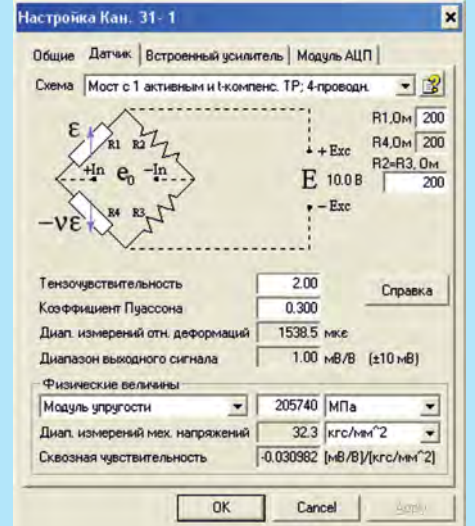 Настройка Кан. 31- 1
Общие Датчик Встроенный усилитель Модуль АЦП
Схема Мост с 1 активным и t-компенс. ТР; 4-проводн.
R1,Ом 200
R4,Ом 200
R2=R3, Ом
200
ε R1 R2
+In e₀ -In
R4 R3
-νε
+ Exc
E 10.0 В
- Exc
Тензочувствительность 2.00
Справка
Коэффициент Пуассона 0.300
Диап. измерений отн. деформаций 1538.5 мкε
Диапазон выходного сигнала 1.00 мВ/В (±10 мВ)
Физические величины
Модуль упругости 205740 МПа
Диап. измерений мех. напряжений 32.3 кгс/мм^2
Сквозная чувствительность -0.030982 [мВ/В]/[кгс/мм^2]
OK Cancel Apply